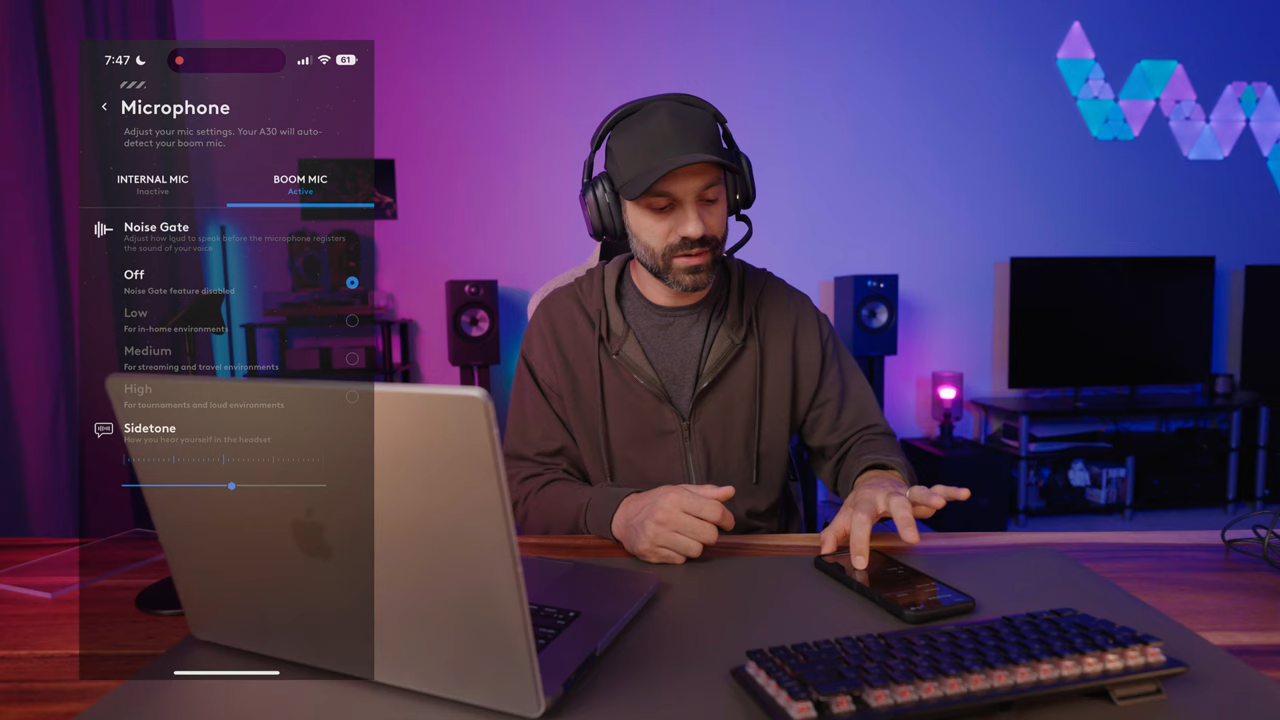 7:47
61
Microphone
Adjust your mic settings. Your A30 will auto-
detect your boom mic.
INTERNAL MIC
Inactive
BOOM MIC
Active
Noise Gate
Adjust how loud to speak before the microphone registers
the sound of your voice
Off
Noise Gate feature disabled
Low
For in-home environments
Medium
For streaming and travel environments
High
For tournaments and loud environments
Sidetone
How you hear yourself in the headset